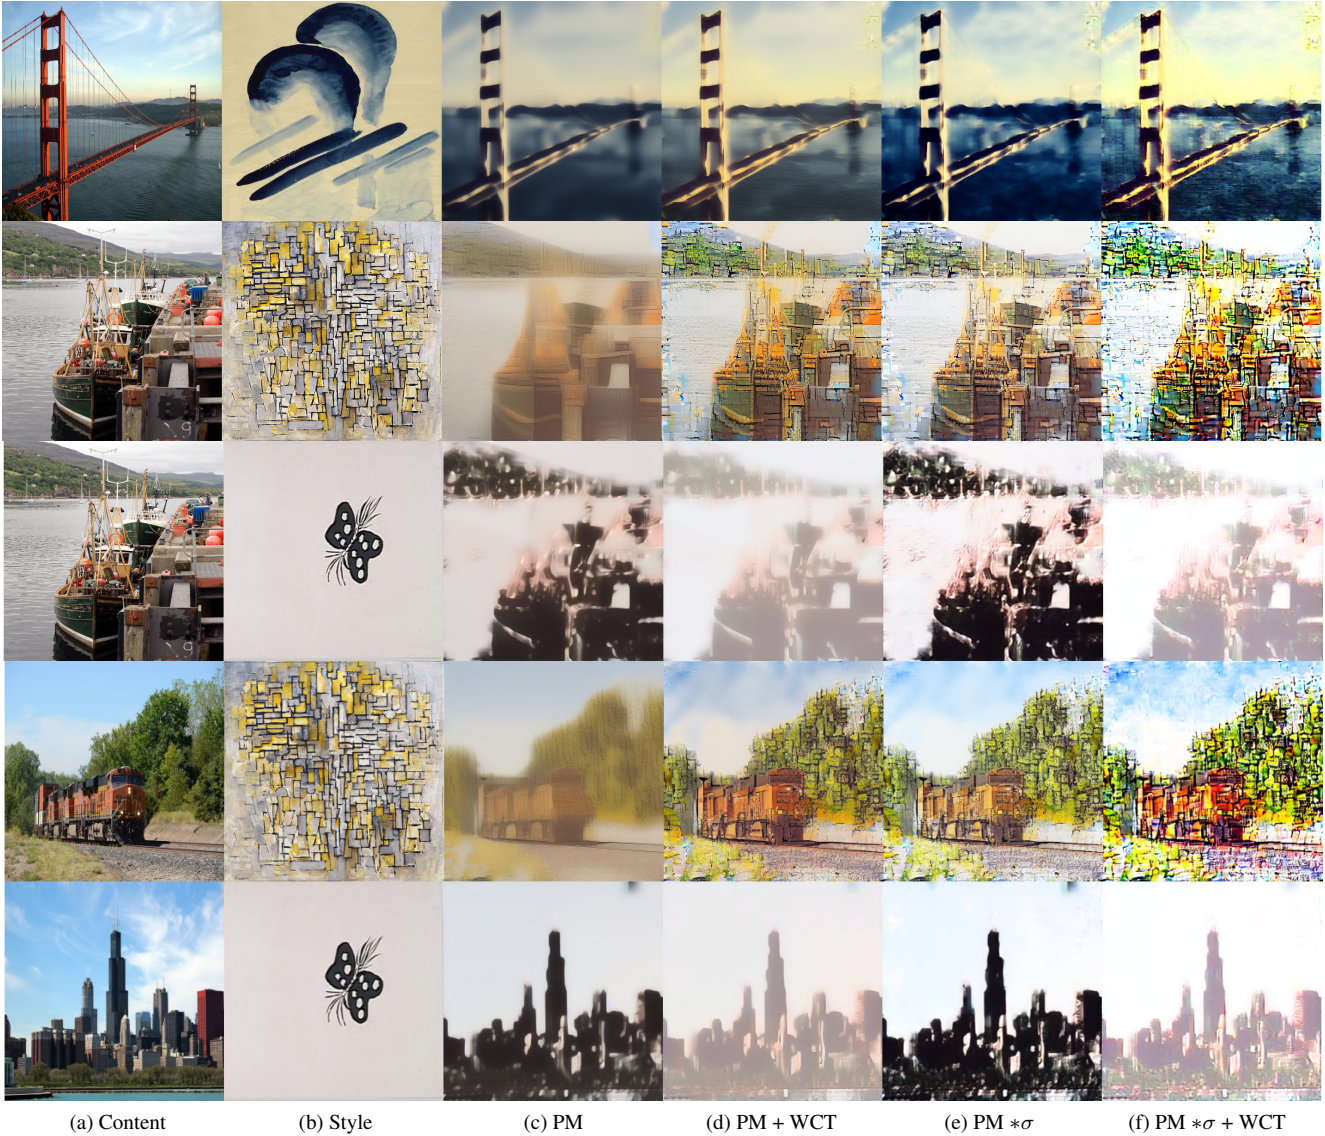 (a) Content
(b) Style
(c) PM
(d) PM + WCT
(e) PM ∗σ
(f) PM ∗σ + WCT